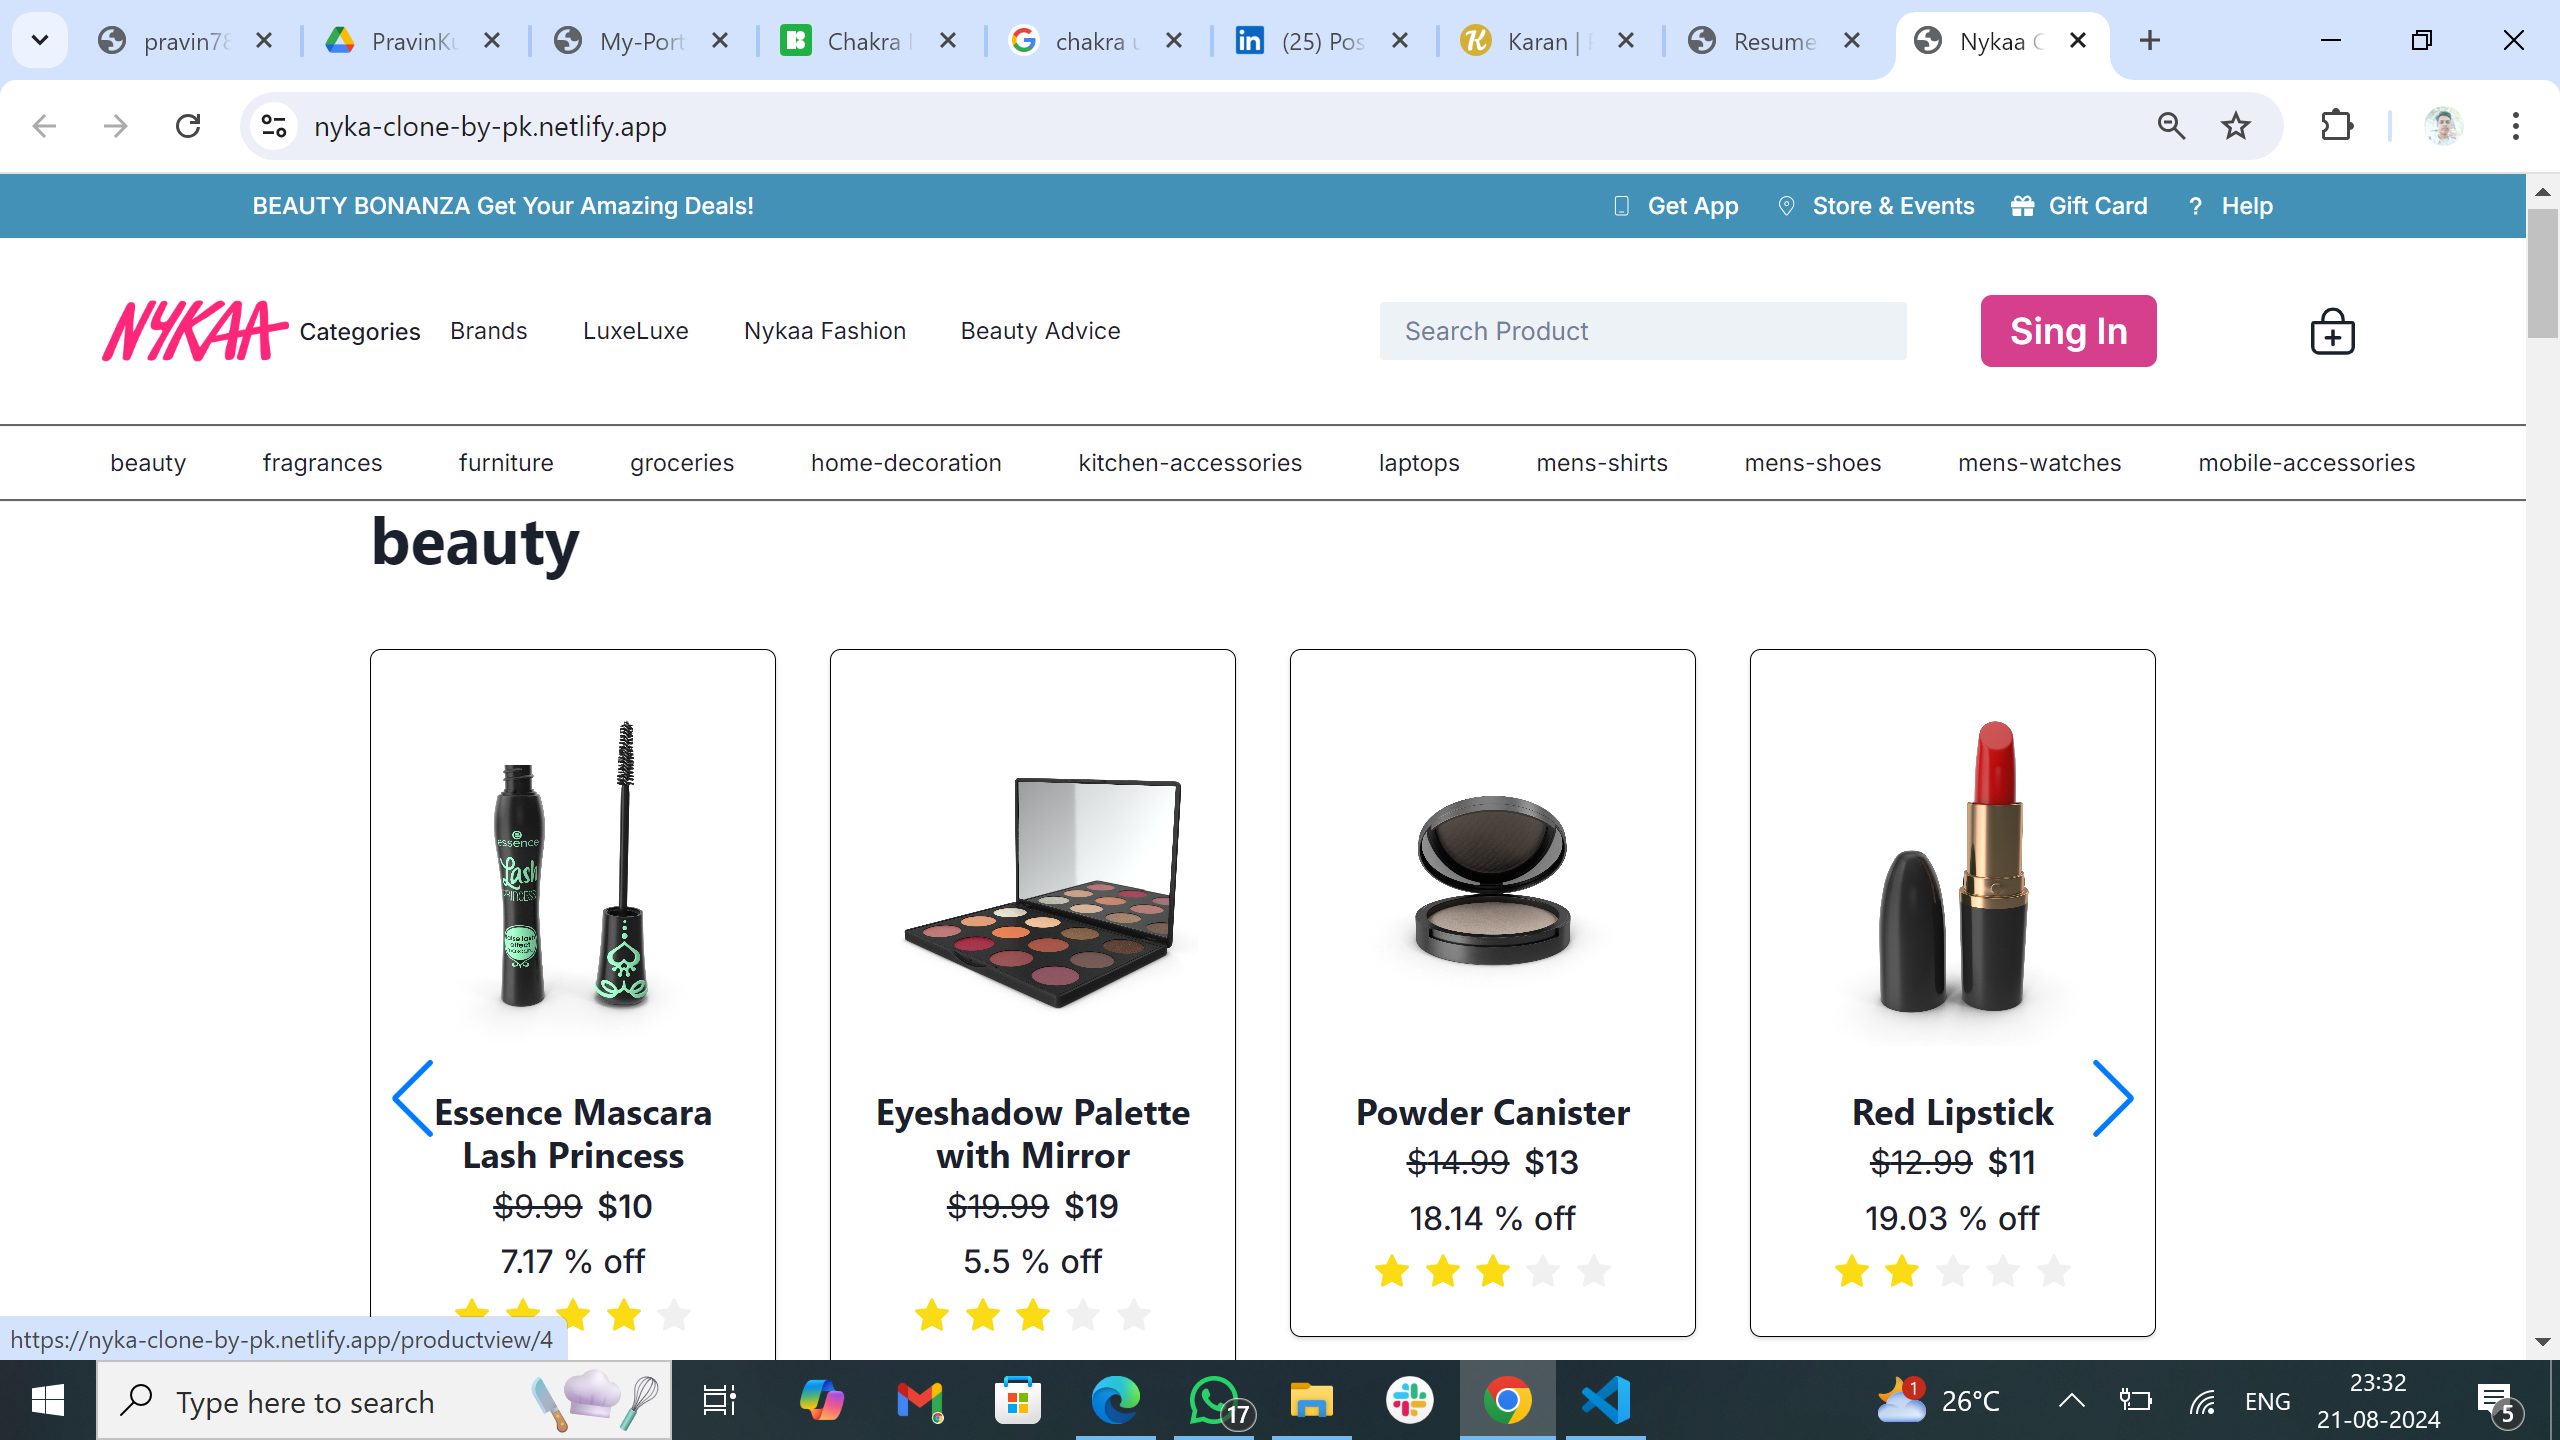 pravin78
PravinKu
My-Port
Chakra
chakra u
(25) Pos
Karan |
Resume
Nykaa C
nyka-clone-by-pk.netlify.app
BEAUTY BONANZA Get Your Amazing Deals!
Get App
Store & Events
Gift Card
? Help
NYKAA
Categories
Brands
LuxeLuxe
Nykaa Fashion
Beauty Advice
Search Product
Sing In
beauty
fragrances
furniture
groceries
home-decoration
kitchen-accessories
laptops
mens-shirts
mens-shoes
mens-watches
mobile-accessories
beauty
essence
Lash
PRINCESS
Essence Mascara
Lash Princess
$9.99 $10
7.17 % off
Eyeshadow Palette
with Mirror
$19.99 $19
5.5 % off
Powder Canister
$14.99 $13
18.14 % off
Red Lipstick
$12.99 $11
19.03 % off
https://nyka-clone-by-pk.netlify.app/productview/4
Type here to search
17
1
26°C
ENG
23:32
21-08-2024
5